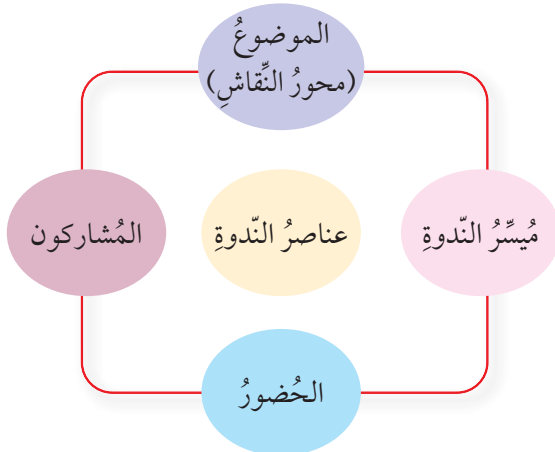 الموضوعُ
(محورُ النِّقاشِ)
مُيسِّرُ النّدوةِ
عناصرُ النّدوةِ
المُشاركون
الحُضورُ